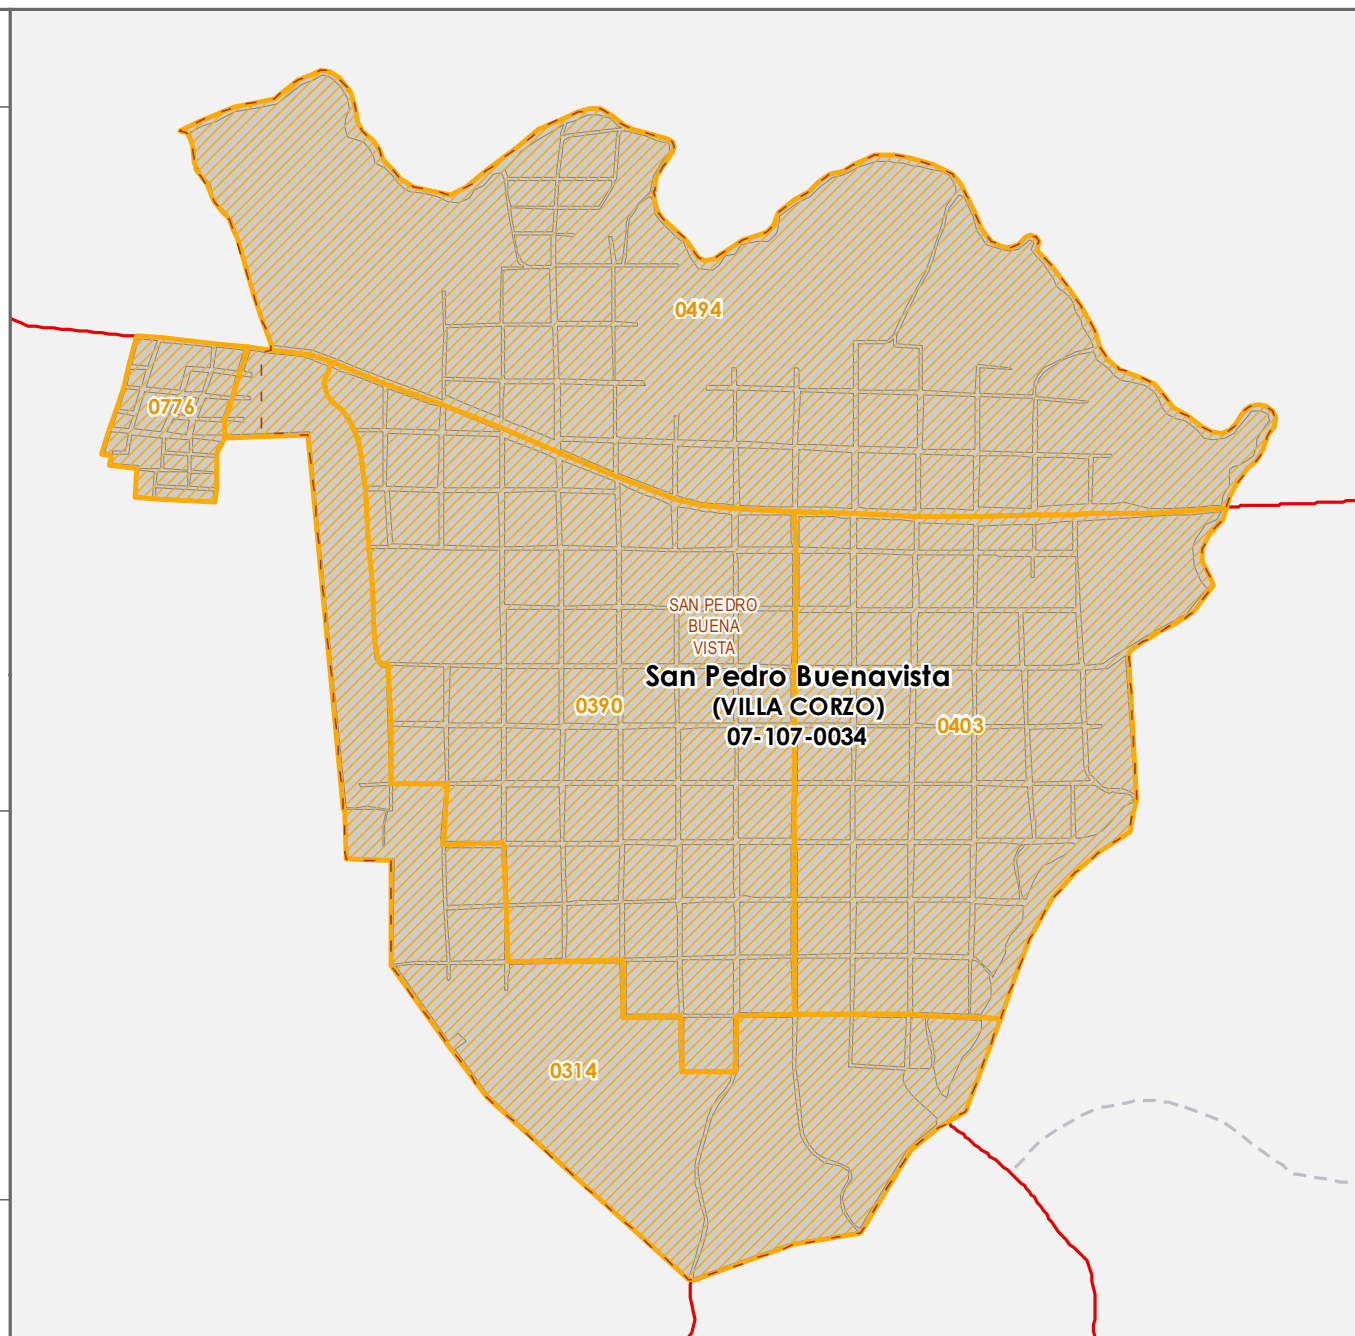 0494
0776
SAN PEDRO
BUENA
VISTA
San Pedro Buenavista
(VILLA CORZO)
07-107-0034
0390
0403
0314